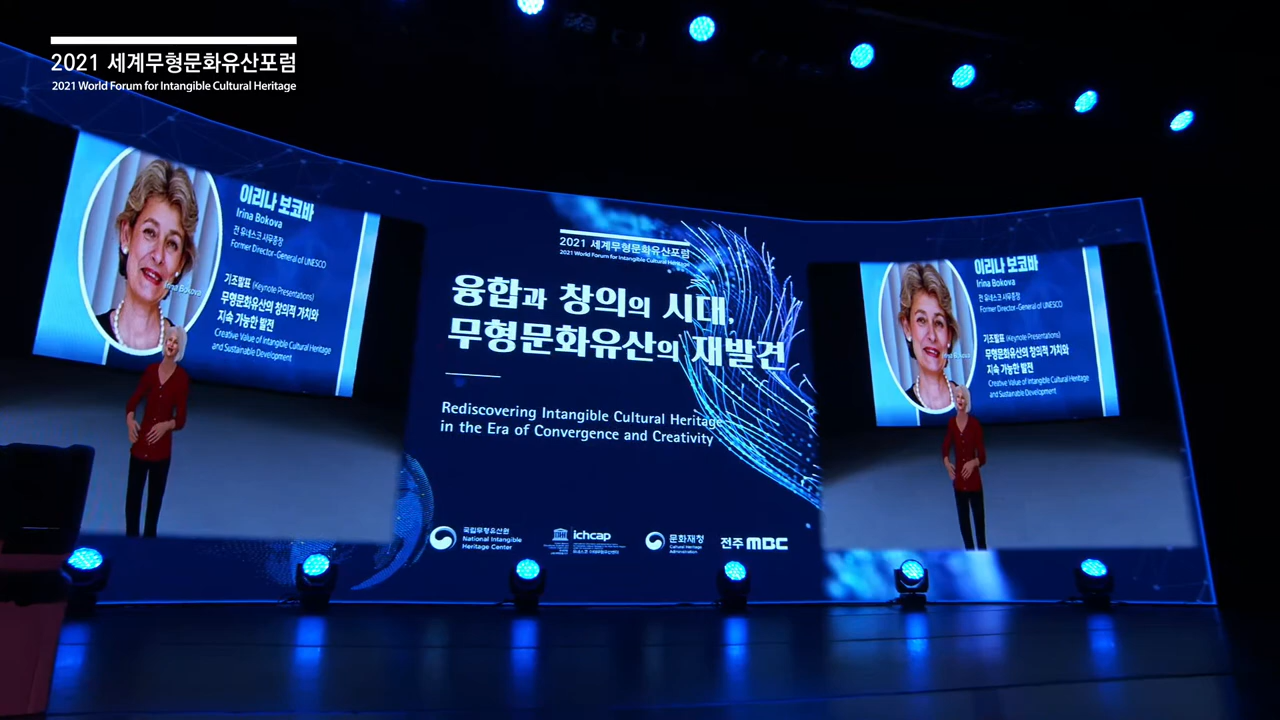 2021 세계무형문화유산포럼
2021 World Forum for Intangible Cultural Heritage
이리나 보코바
Irina Bokova
전 유네스코 사무총장
Former Director-General of UNESCO
기조발표 (Keynote Presentations)
무형문화유산의 창의적 가치와
지속 가능한 발전
Creative Value of Intangible Cultural Heritage
and Sustainable Development
Irina Bokova
2021 세계무형문화유산포럼
2021 World Forum for Intangible Cultural Heritage
융합과 창의의 시대,
무형문화유산의 재발견
Rediscovering Intangible Cultural Heritage
in the Era of Convergence and Creativity
국립무형유산원
National Intangible
Heritage Center
ichcap
문화재청
Cultural Heritage
Administration
전주 MBC
이리나 보코바
Irina Bokova
전 유네스코 사무총장
Former Director-General of UNESCO
기조발표 (Keynote Presentations)
무형문화유산의 창의적 가치와
지속 가능한 발전
Creative Value of Intangible Cultural Heritage
and Sustainable Development
Irina Bokova